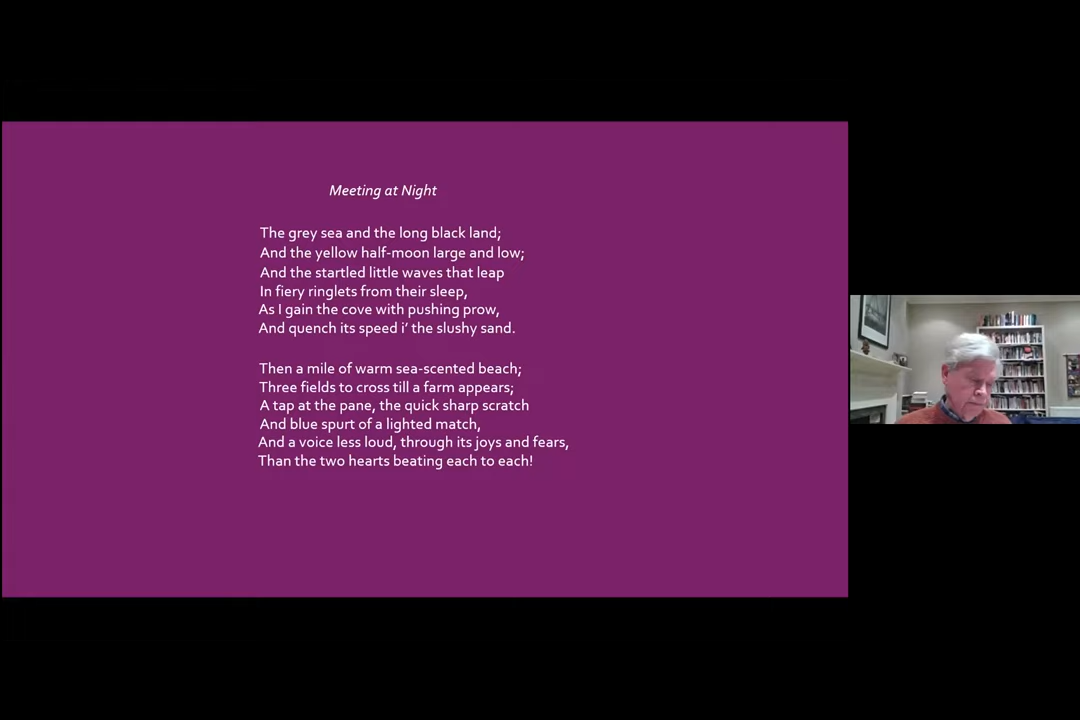 Meeting at Night
The grey sea and the long black land;
And the yellow half-moon large and low;
And the startled little waves that leap
In fiery ringlets from their sleep,
As I gain the cove with pushing prow,
And quench its speed i’ the slushy sand.
Then a mile of warm sea-scented beach;
Three fields to cross till a farm appears;
A tap at the pane, the quick sharp scratch
And blue spurt of a lighted match,
And a voice less loud, through its joys and fears,
Than the two hearts beating each to each!